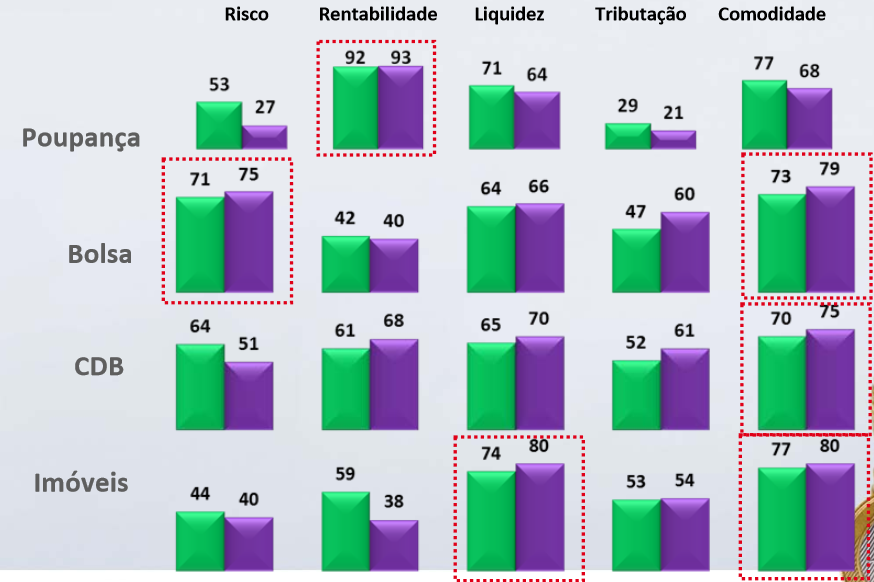 Risco Rentabilidade Liquidez Tributação Comodidade
Poupança 53 27 92 93 71 64 29 21 77 68
Bolsa 71 75 42 40 64 66 47 60 73 79
CDB 64 51 61 68 65 70 52 61 70 75
Imóveis 44 40 59 38 74 80 53 54 77 80